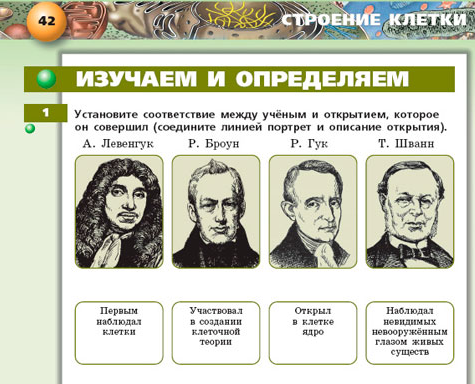 42
СТРОЕНИЕ КЛЕТКИ
ИЗУЧАЕМ И ОПРЕДЕЛЯЕМ
1
Установите соответствие между учёным и открытием, которое
он совершил (соедините линией портрет и описание открытия).
А. Левенгук Р. Броун Р. Гук Т. Шванн
Первым
наблюдал
клетки
Участвовал
в создании
клеточной
теории
Открыл
в клетке
ядро
Наблюдал
невидимых
невооружённым
глазом живых
существ